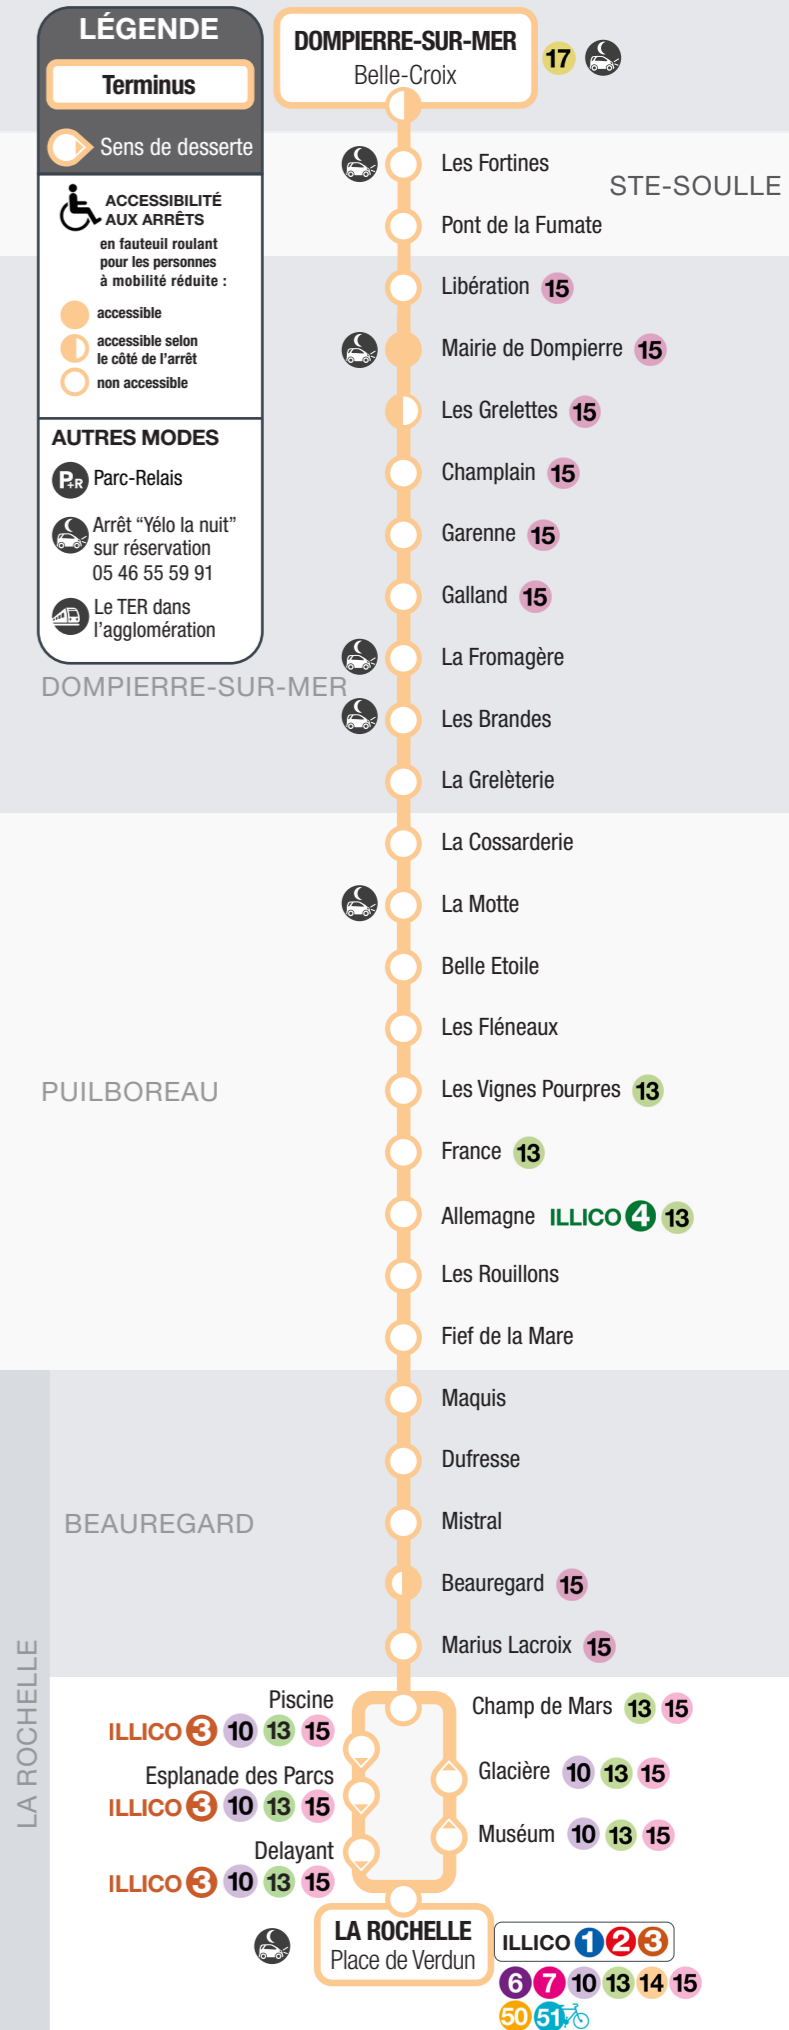 LÉGENDE
Terminus
Sens de desserte
ACCESSIBILITÉ
AUX ARRÊTS
en fauteuil roulant
pour les personnes
à mobilité réduite :
accessible
accessible selon
le côté de l'arrêt
non accessible
AUTRES MODES
P+R Parc-Relais
Arrêt “Yélo la nuit”
sur réservation
05 46 55 59 91
Le TER dans
l'agglomération
DOMPIERRE-SUR-MER
Belle-Croix
17
Les Fortines
STE-SOULLE
Pont de la Fumate
Libération 15
Mairie de Dompierre 15
Les Grelettes 15
Champlain 15
Garenne 15
Galland 15
La Fromagère
DOMPIERRE-SUR-MER
Les Brandes
La Grelèterie
La Cossarderie
La Motte
Belle Etoile
Les Fléneaux
PUILBOREAU
Les Vignes Pourpres 13
France 13
Allemagne ILLICO 4 13
Les Rouillons
Fief de la Mare
Maquis
Dufresse
BEAUREGARD
Mistral
Beauregard 15
Marius Lacroix 15
LA ROCHELLE
Piscine
ILLICO 3 10 13 15
Champ de Mars 13 15
Esplanade des Parcs
ILLICO 3 10 13 15
Glacière 10 13 15
Delayant
ILLICO 3 10 13 15
Muséum 10 13 15
LA ROCHELLE
Place de Verdun
ILLICO 1 2 3
6 7 10 13 14 15
50 51